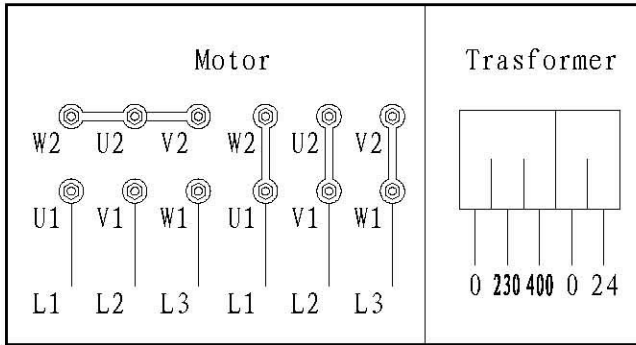 Motor Trasformer
W2 U2 V2 W2 U2 V2
U1 V1 W1 U1 V1 W1
0 230 400 0 24
L1 L2 L3 L1 L2 L3